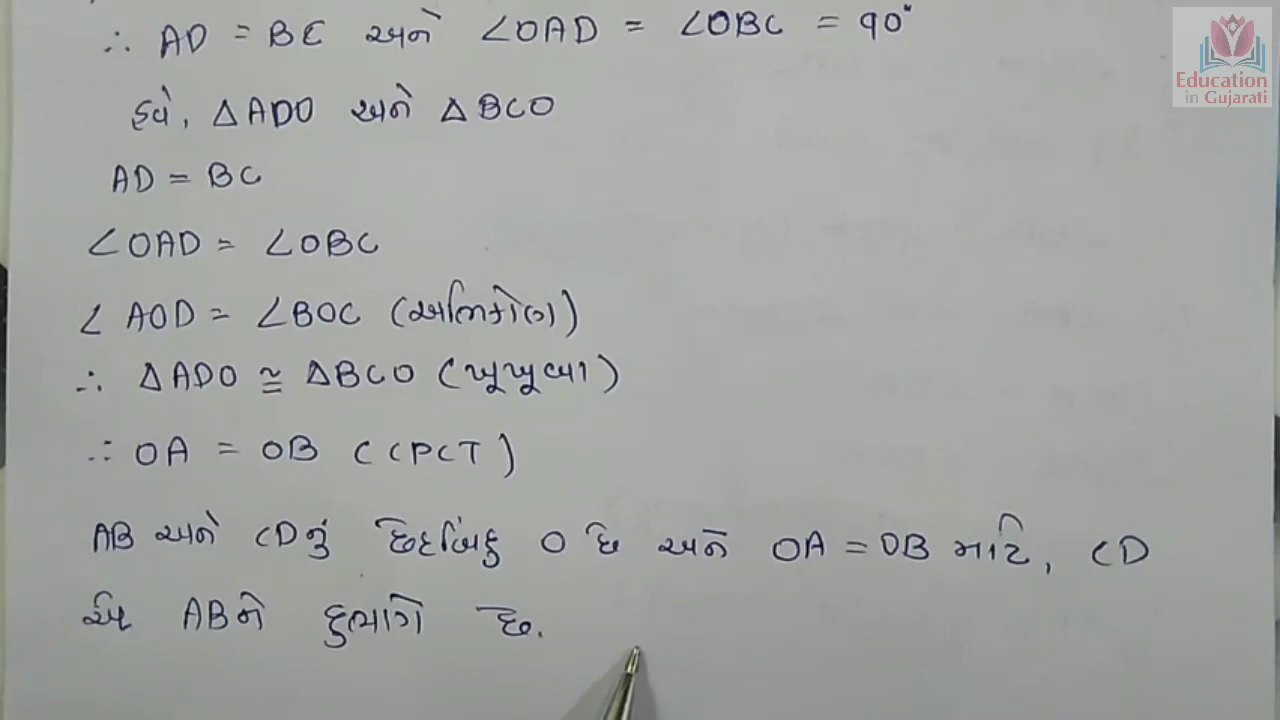 ∴ AD = BC અને ∠OAD = ∠OBC = 90°
Education
in Gujarati
હવે, △ADO અને △BCO
AD = BC
∠OAD = ∠OBC
∠AOD = ∠BOC (અભિકોણ)
∴ △ADO ≅ △BCO (ખૂખૂબા)
∴ OA = OB (CPCT)
AB અને CDનું છેદબિંદુ O છે અને OA = OB માટે, CD
એ ABને દુભાગે છે.